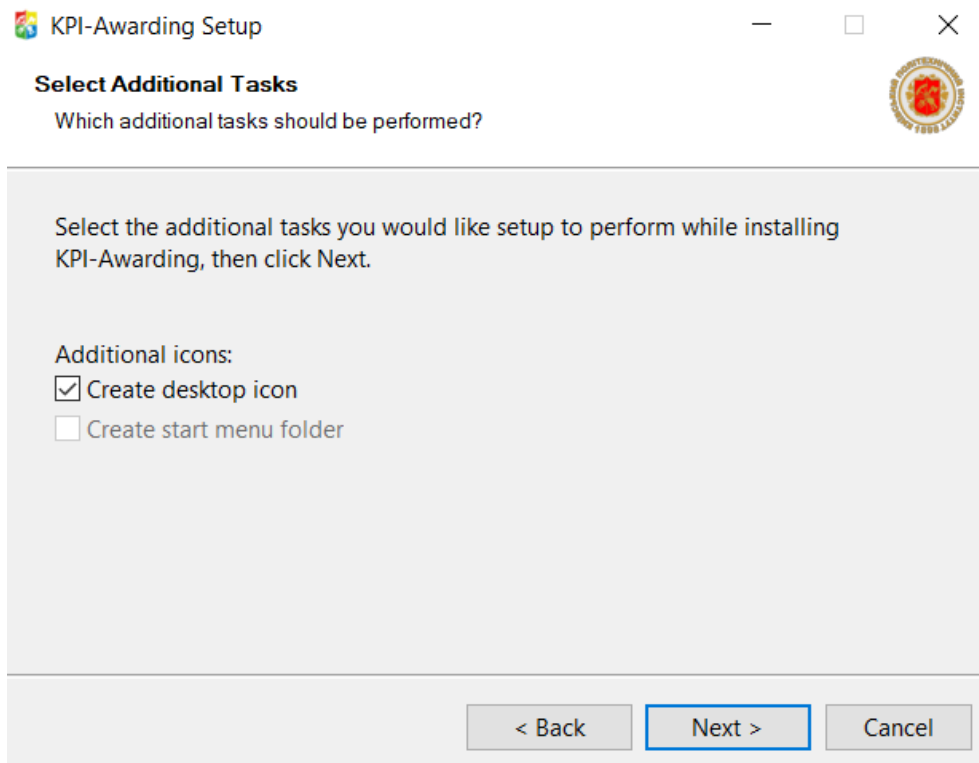 KPI-Awarding Setup
Select Additional Tasks
Which additional tasks should be performed?
Select the additional tasks you would like setup to perform while installing
KPI-Awarding, then click Next.
Additional icons:
Create desktop icon
Create start menu folder
< Back
Next >
Cancel